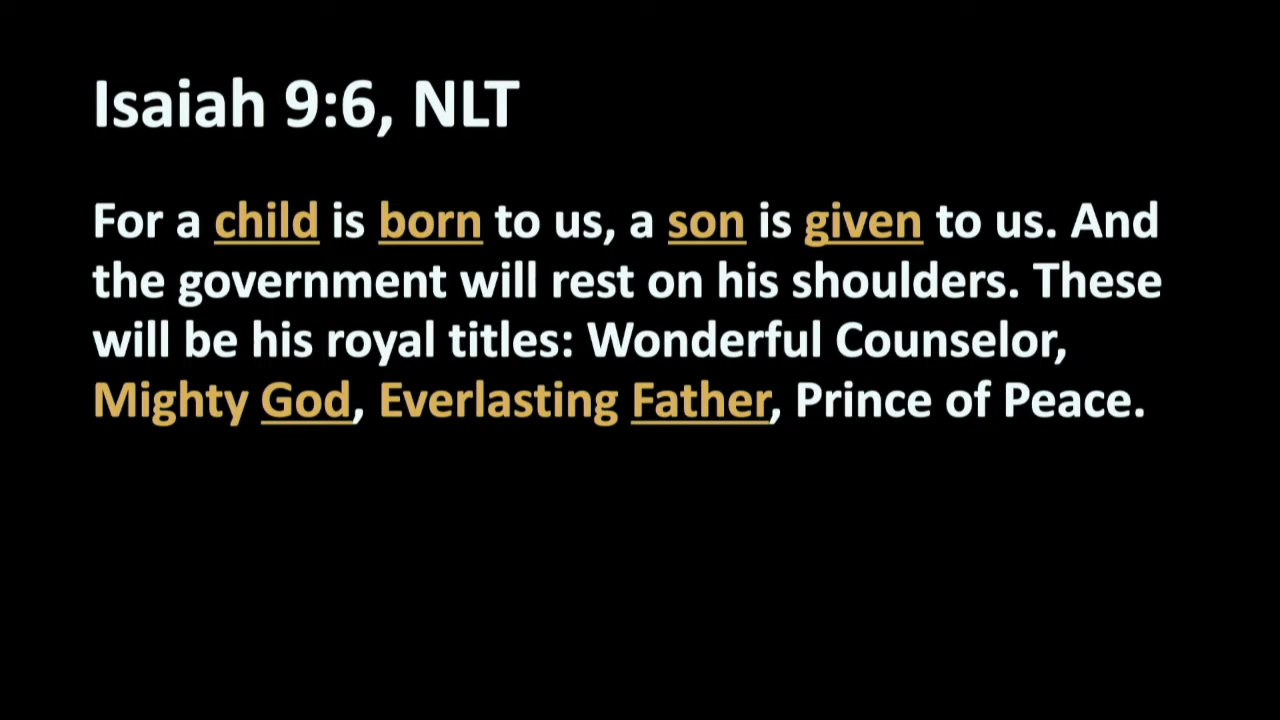 Isaiah 9:6, NLT
For a child is born to us, a son is given to us. And
the government will rest on his shoulders. These
will be his royal titles: Wonderful Counselor,
Mighty God, Everlasting Father, Prince of Peace.